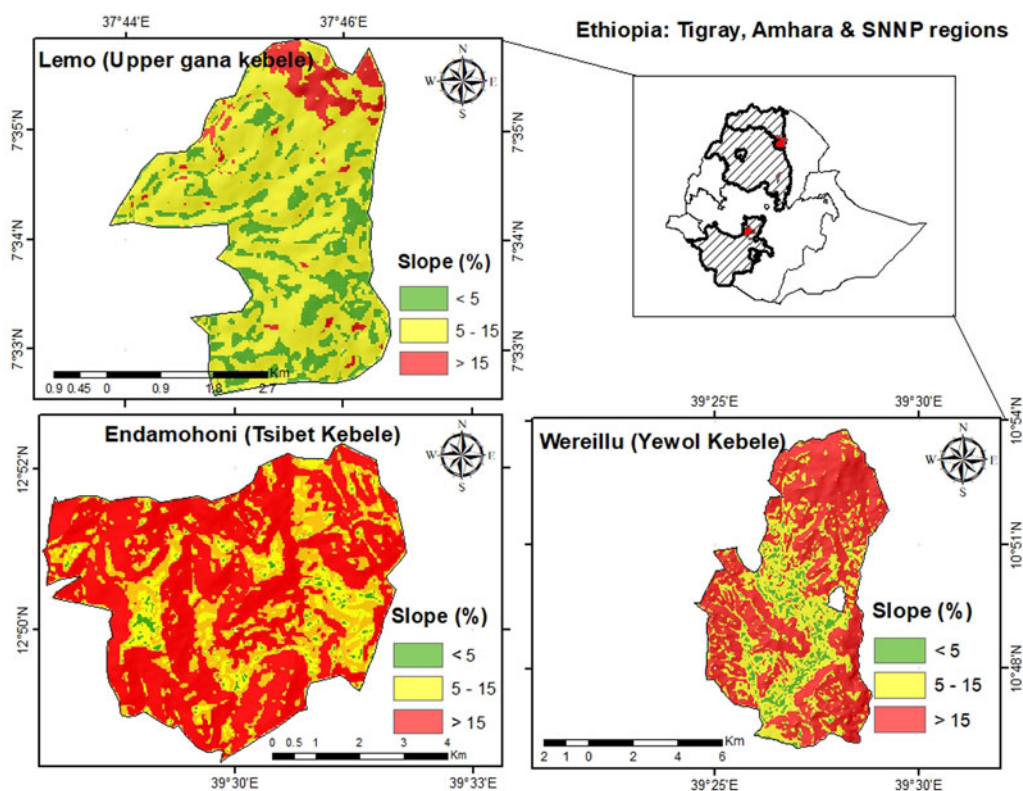 37°44'E 37°46'E
Ethiopia: Tigray, Amhara & SNNP regions
Lemo (Upper gana kebele)
N
W E
S
7°35'N
7°35'N
7°34'N
7°34'N
7°33'N
7°33'N
Slope (%)
< 5
5 - 15
> 15
Km
0.9 0.45 0 0.9 1.8 2.7
39°25'E 39°30'E
Endamohoni (Tsibet Kebele)
N
W E
S
12°52'N
12°50'N
Slope (%)
< 5
5 - 15
> 15
0 0.5 1 2 3 4
Km
39°30'E 39°33'E
Wereillu (Yewol Kebele)
N
W E
S
10°54'N
10°51'N
10°48'N
Slope (%)
< 5
5 - 15
> 15
Km
2 1 0 2 4 6
39°25'E 39°30'E